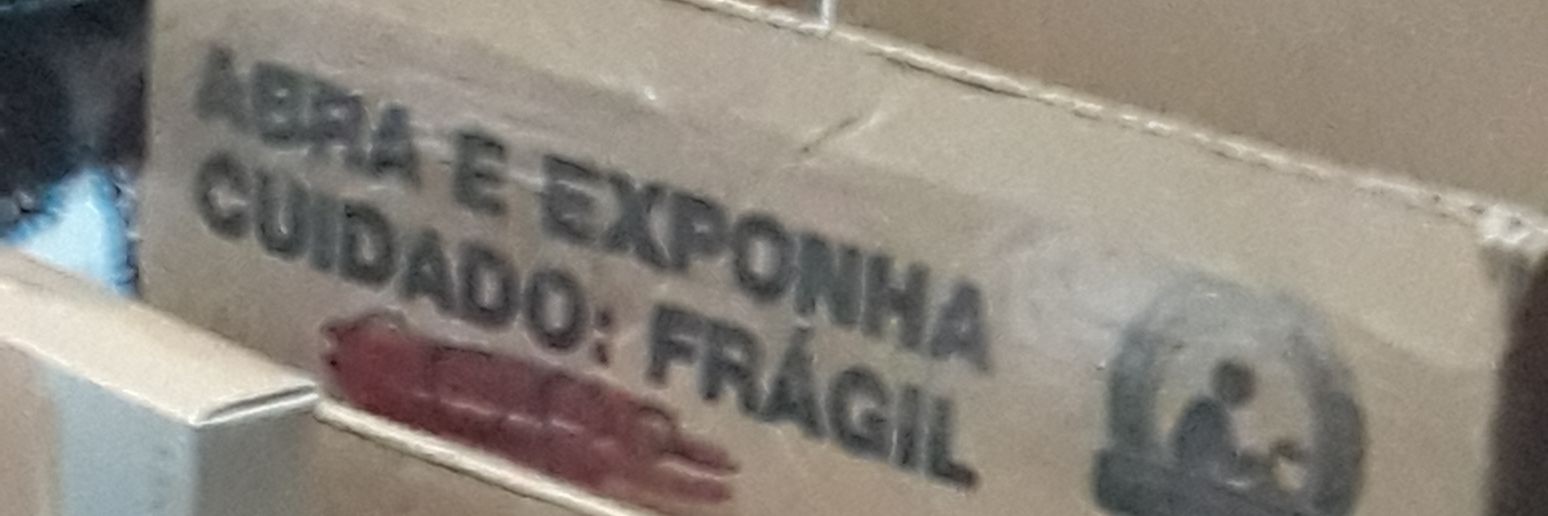 ABRA E EXPONHA
CUIDADO: FRÁGIL